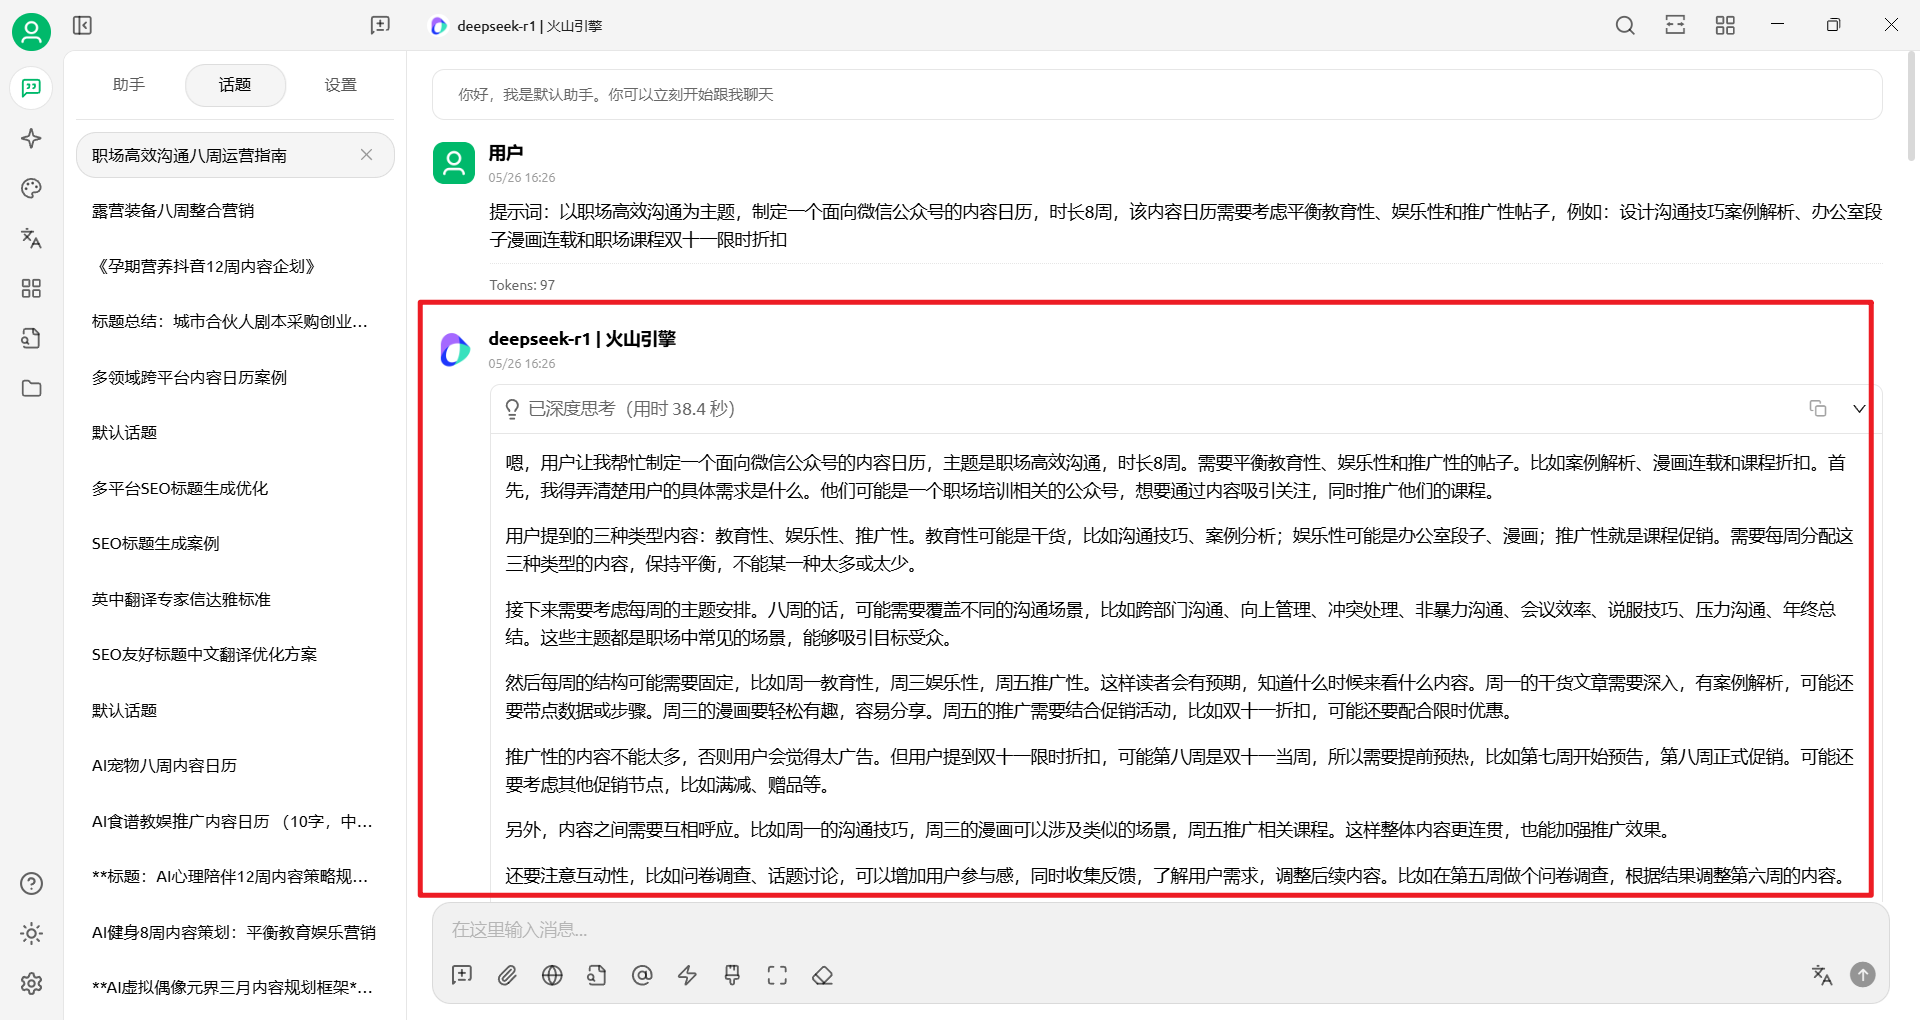 deepseek-r1 | 火山引擎
助手
话题
设置
职场高效沟通八周运营指南
露营装备八周整合营销
《孕期营养抖音12周内容企划》
标题总结：城市合伙人剧本采购创业...
多领域跨平台内容日历案例
默认话题
多平台SEO标题生成优化
SEO标题生成案例
英中翻译专家信达雅标准
SEO友好标题中文翻译优化方案
默认话题
AI宠物八周内容日历
AI食谱教娱推广内容日历 （10字，中...
**标题：AI心理陪伴12周内容策略规...
AI健身8周内容策划：平衡教育娱乐营销
**AI虚拟偶像元界三月内容规划框架*...
你好，我是默认助手。你可以立刻开始跟我聊天
用户
05/26 16:26
提示词：以职场高效沟通为主题，制定一个面向微信公众号的内容日历，时长8周，该内容日历需要考虑平衡教育性、娱乐性和推广性帖子，例如：设计沟通技巧案例解析、办公室段
子漫画连载和职场课程双十一限时折扣
Tokens: 97
deepseek-r1 | 火山引擎
05/26 16:26
已深度思考（用时 38.4 秒）
嗯，用户让我帮忙制定一个面向微信公众号的内容日历，主题是职场高效沟通，时长8周。需要平衡教育性、娱乐性和推广性的帖子。比如案例解析、漫画连载和课程折扣。首
先，我得弄清楚用户的具体需求是什么。他们可能是一个职场培训相关的公众号，想要通过内容吸引关注，同时推广他们的课程。
用户提到的三种类型内容：教育性、娱乐性、推广性。教育性可能是干货，比如沟通技巧、案例分析；娱乐性可能是办公室段子、漫画；推广性就是课程促销。需要每周分配这
三种类型的内容，保持平衡，不能某一种太多或太少。
接下来需要考虑每周的主题安排。八周的话，可能需要覆盖不同的沟通场景，比如跨部门沟通、向上管理、冲突处理、非暴力沟通、会议效率、说服技巧、压力沟通、年终总
结。这些主题都是职场中常见的场景，能够吸引目标受众。
然后每周的结构可能需要固定，比如周一教育性，周三娱乐性，周五推广性。这样读者会有预期，知道什么时候来看什么内容。周一的干货文章需要深入，有案例解析，可能还
要带点数据或步骤。周三的漫画要轻松有趣，容易分享。周五的推广需要结合促销活动，比如双十一折扣，可能还要配合限时优惠。
推广性的内容不能太多，否则用户会觉得太广告。但用户提到双十一限时折扣，可能第八周是双十一当周，所以需要提前预热，比如第七周开始预告，第八周正式促销。可能还
要考虑其他促销节点，比如满减、赠品等。
另外，内容之间需要互相呼应。比如周一的沟通技巧，周三的漫画可以涉及类似的场景，周五推广相关课程。这样整体内容更连贯，也能加强推广效果。
还要注意互动性，比如问卷调查、话题讨论，可以增加用户参与感，同时收集反馈，了解用户需求，调整后续内容。比如在第五周做个问卷调查，根据结果调整第六周的内容。
在这里输入消息...